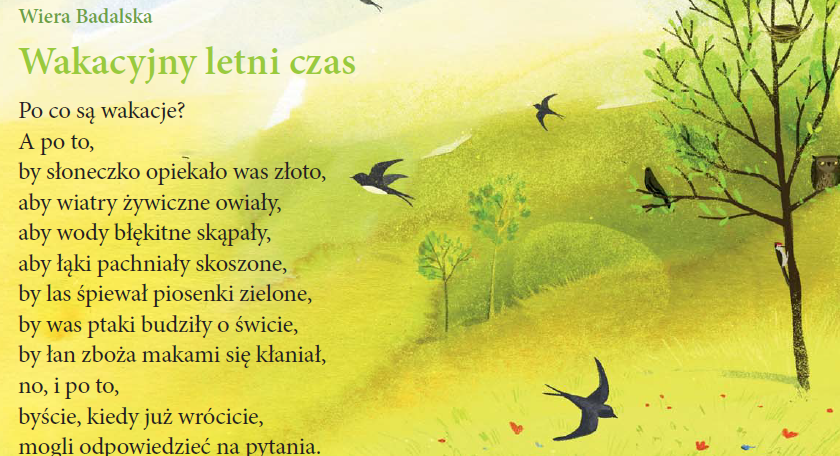 Wiera Badalska
Wakacyjny letni czas
Po co są wakacje?
A po to,
by słoneczko opiekało was złoto,
aby wiatry żywiczne owiały,
aby wody błękitne skąpały,
aby łąki pachniały skoszone,
by las śpiewał piosenki zielone,
by was ptaki budziły o świcie,
by łan zboża makami się kłaniał,
no, i po to,
byście, kiedy już wrócicie,
mogli odpowiedzieć na pytania.